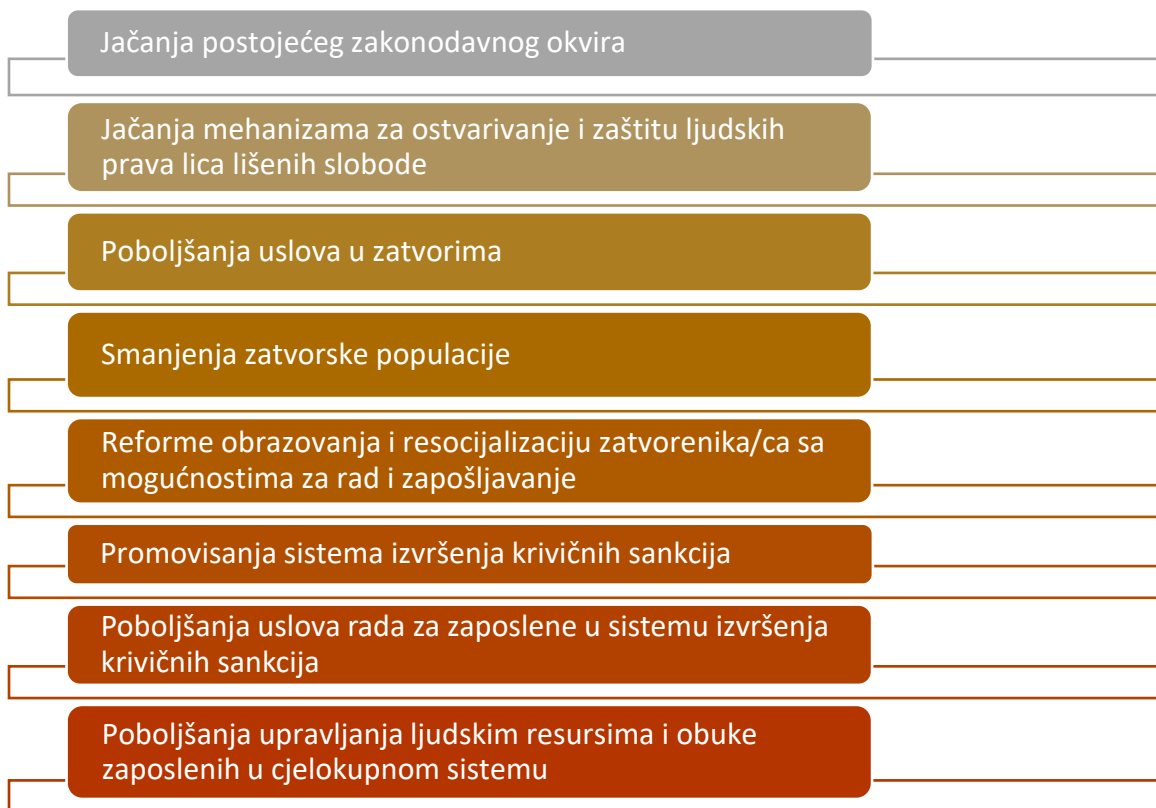 Jačanja postojećeg zakonodavnog okvira
Jačanja mehanizama za ostvarivanje i zaštitu ljudskih
prava lica lišenih slobode
Poboljšanja uslova u zatvorima
Smanjenja zatvorske populacije
Reforme obrazovanja i resocijalizaciju zatvorenika/ca sa
mogućnostima za rad i zapošljavanje
Promovisanja sistema izvršenja krivičnih sankcija
Poboljšanja uslova rada za zaposlene u sistemu izvršenja
krivičnih sankcija
Poboljšanja upravljanja ljudskim resursima i obuke
zaposlenih u cjelokupnom sistemu